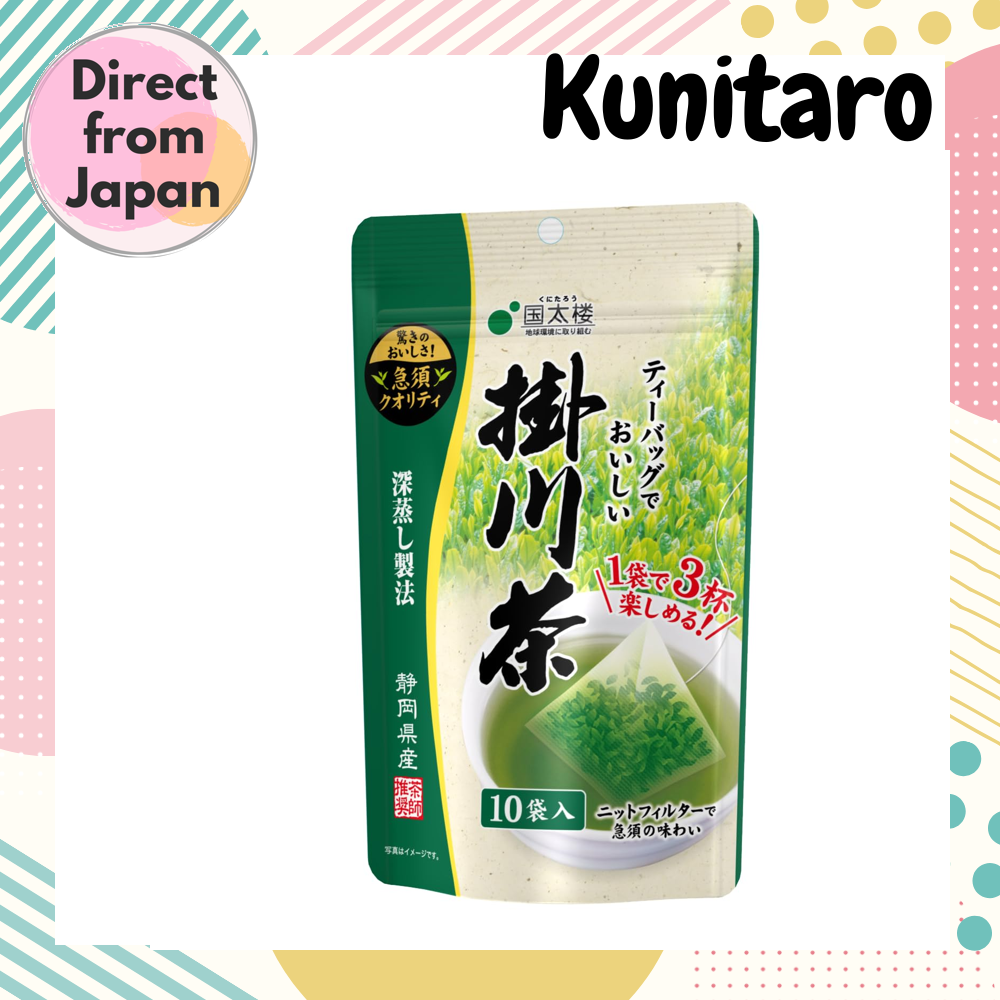 Direct
from
Japan
Kunitaro
くにたろう
国太楼
地球環境に取り組む
驚きの
おいしさ!
急須
クオリティ
ティーバッグで
おいしい
掛川茶
深蒸し製法
1袋で3杯
楽しめる!
静岡県産
茶師
推奨
10袋入
ニットフィルターで
急須の味わい
写真はイメージです。